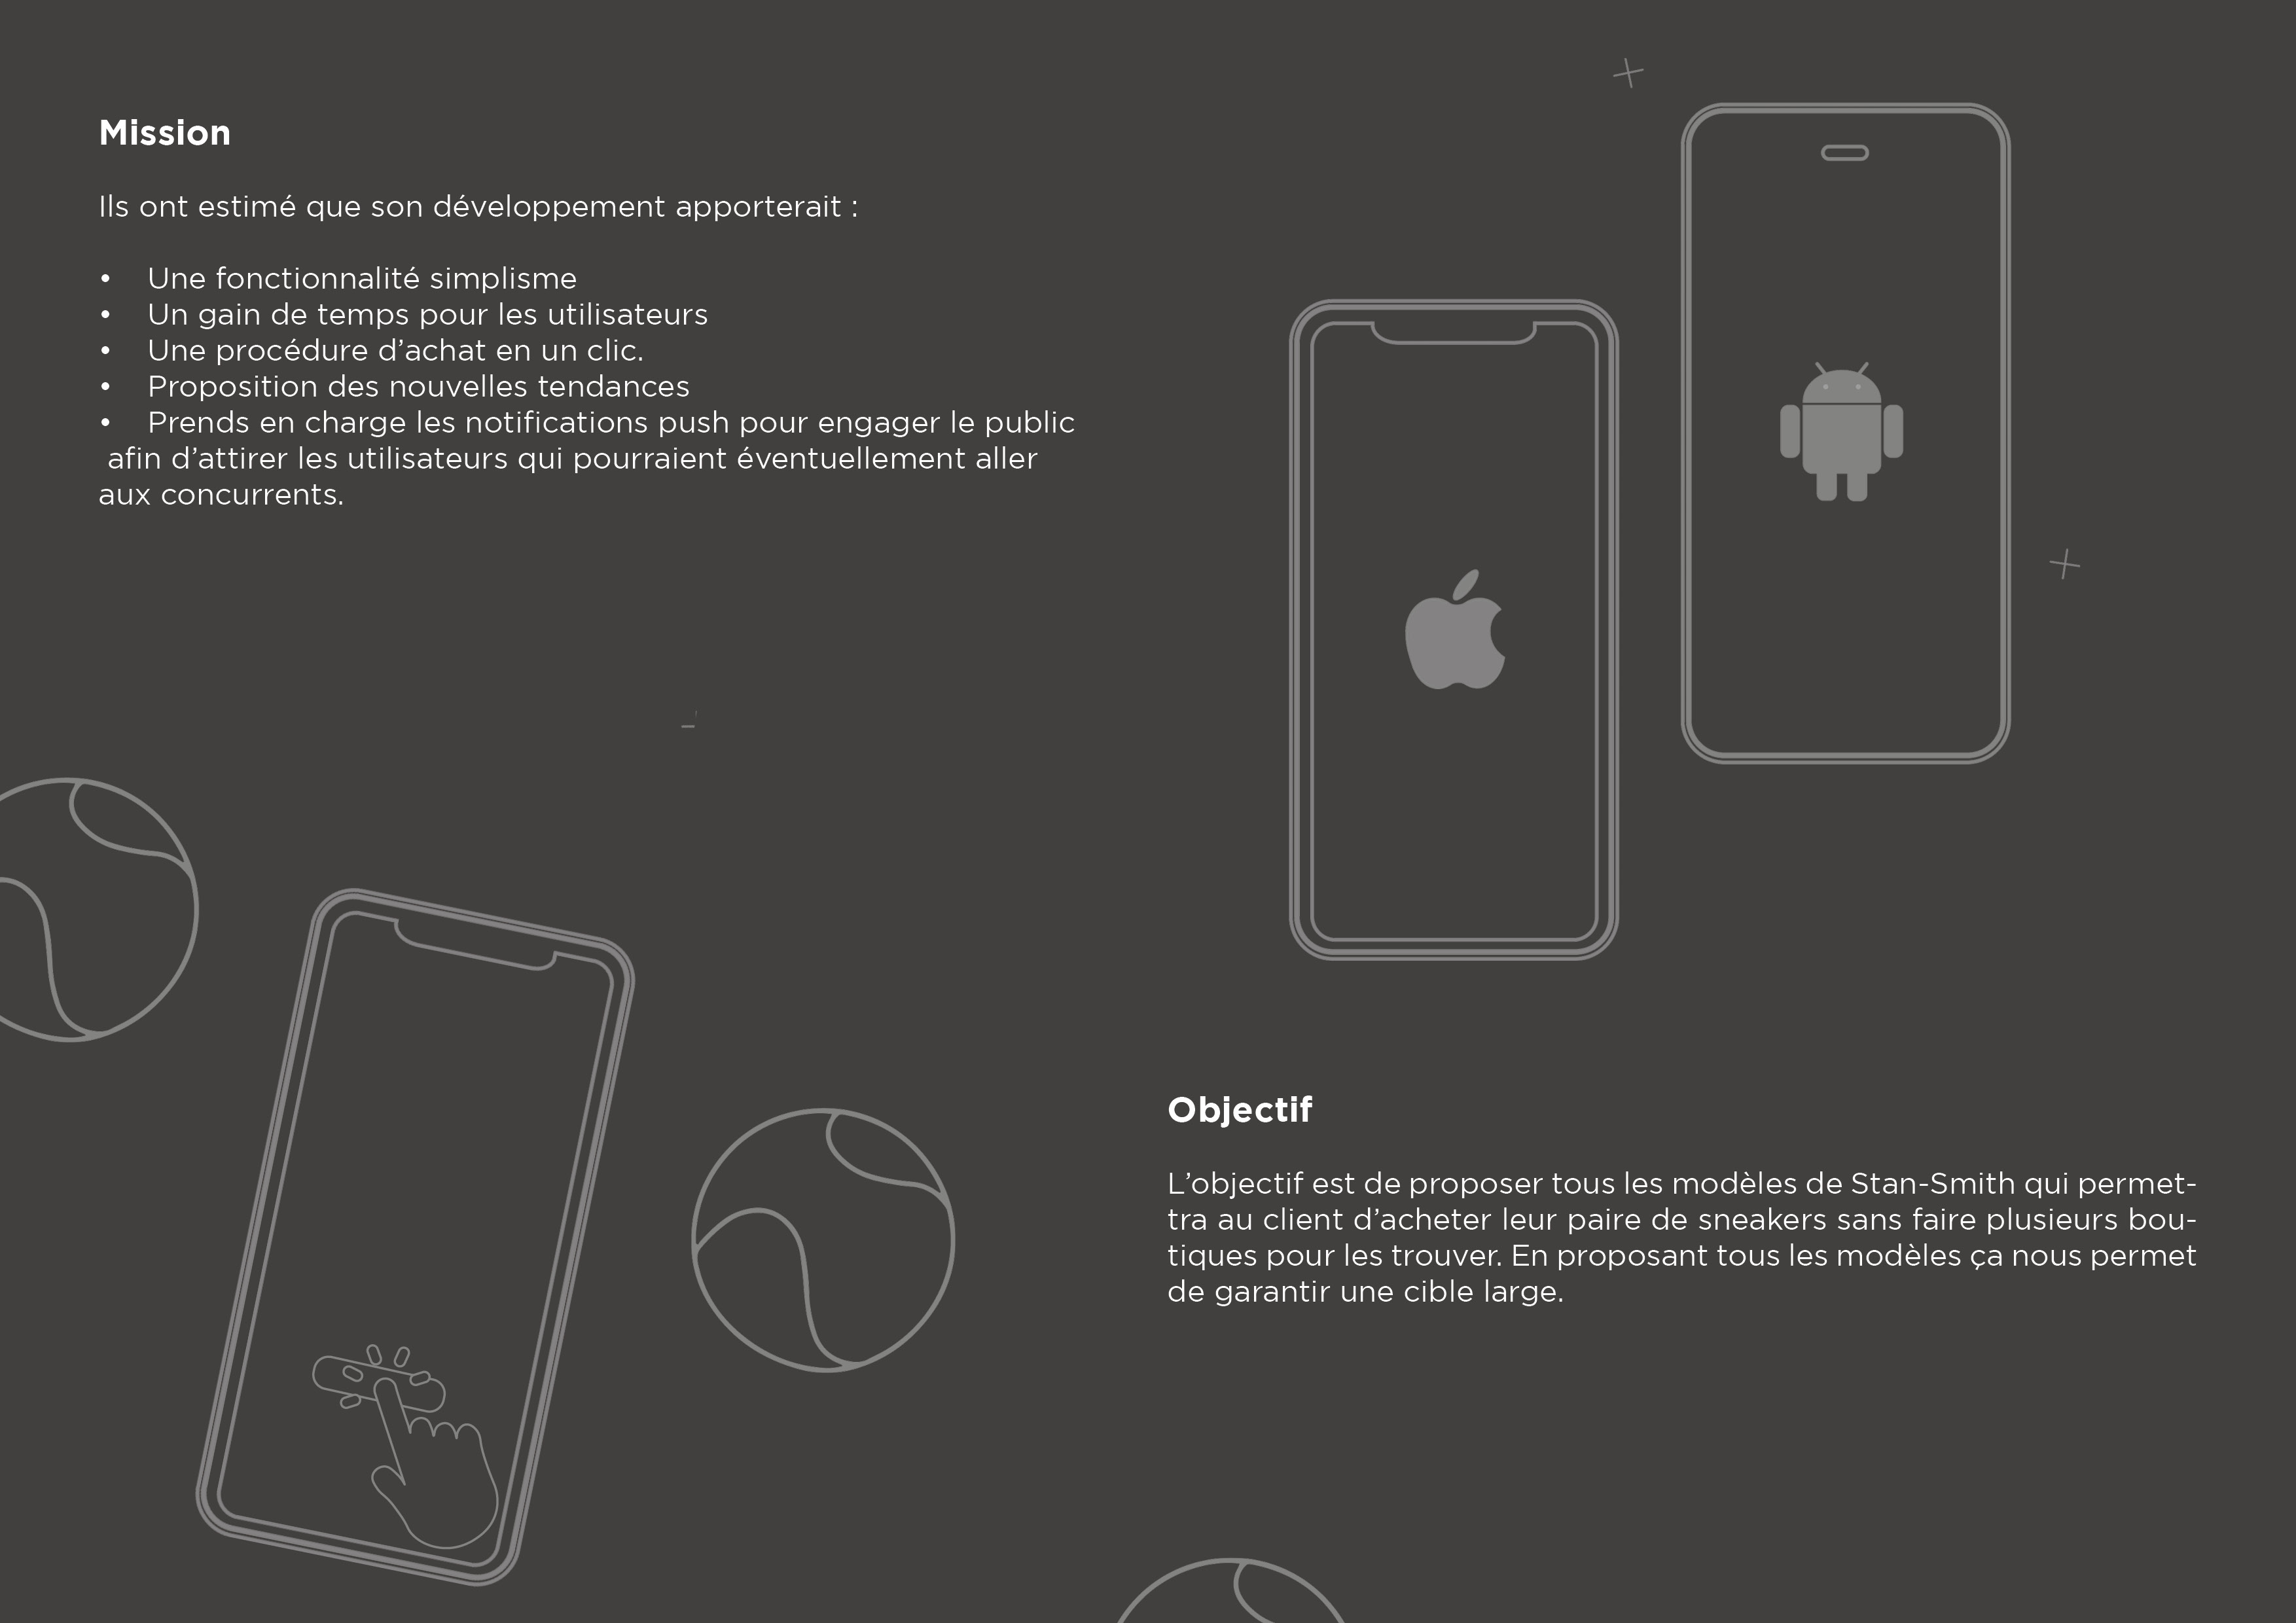 Mission
Ils ont estimé que son développement apporterait :
• Une fonctionnalité simplisme
• Un gain de temps pour les utilisateurs
• Une procédure d’achat en un clic.
• Proposition des nouvelles tendances
• Prends en charge les notifications push pour engager le public
afin d’attirer les utilisateurs qui pourraient éventuellement aller
aux concurrents.
Objectif
L’objectif est de proposer tous les modèles de Stan-Smith qui permet-
tra au client d’acheter leur paire de sneakers sans faire plusieurs bou-
tiques pour les trouver. En proposant tous les modèles ça nous permet
de garantir une cible large.